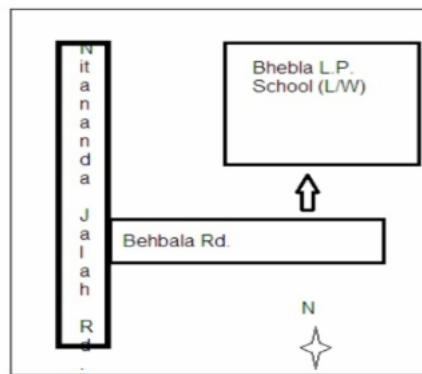 Nitananda Jalah Rd.
Bhebla L.P.
School (L/W)
Behbala Rd.
N